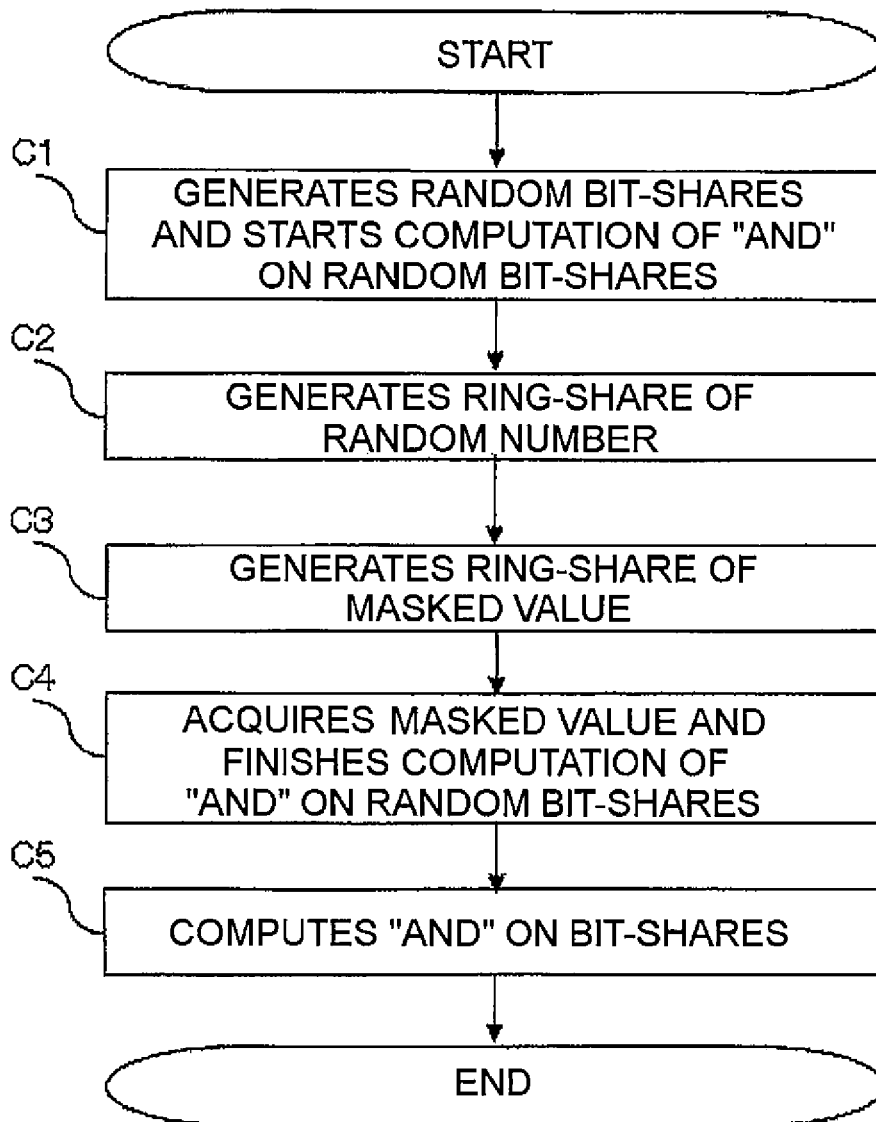 START
C1
GENERATES RANDOM BIT-SHARES
AND STARTS COMPUTATION OF "AND"
ON RANDOM BIT-SHARES
C2
GENERATES RING-SHARE OF
RANDOM NUMBER
C3
GENERATES RING-SHARE OF
MASKED VALUE
C4
ACQUIRES MASKED VALUE AND
FINISHES COMPUTATION OF
"AND" ON RANDOM BIT-SHARES
C5
COMPUTES "AND" ON BIT-SHARES
END